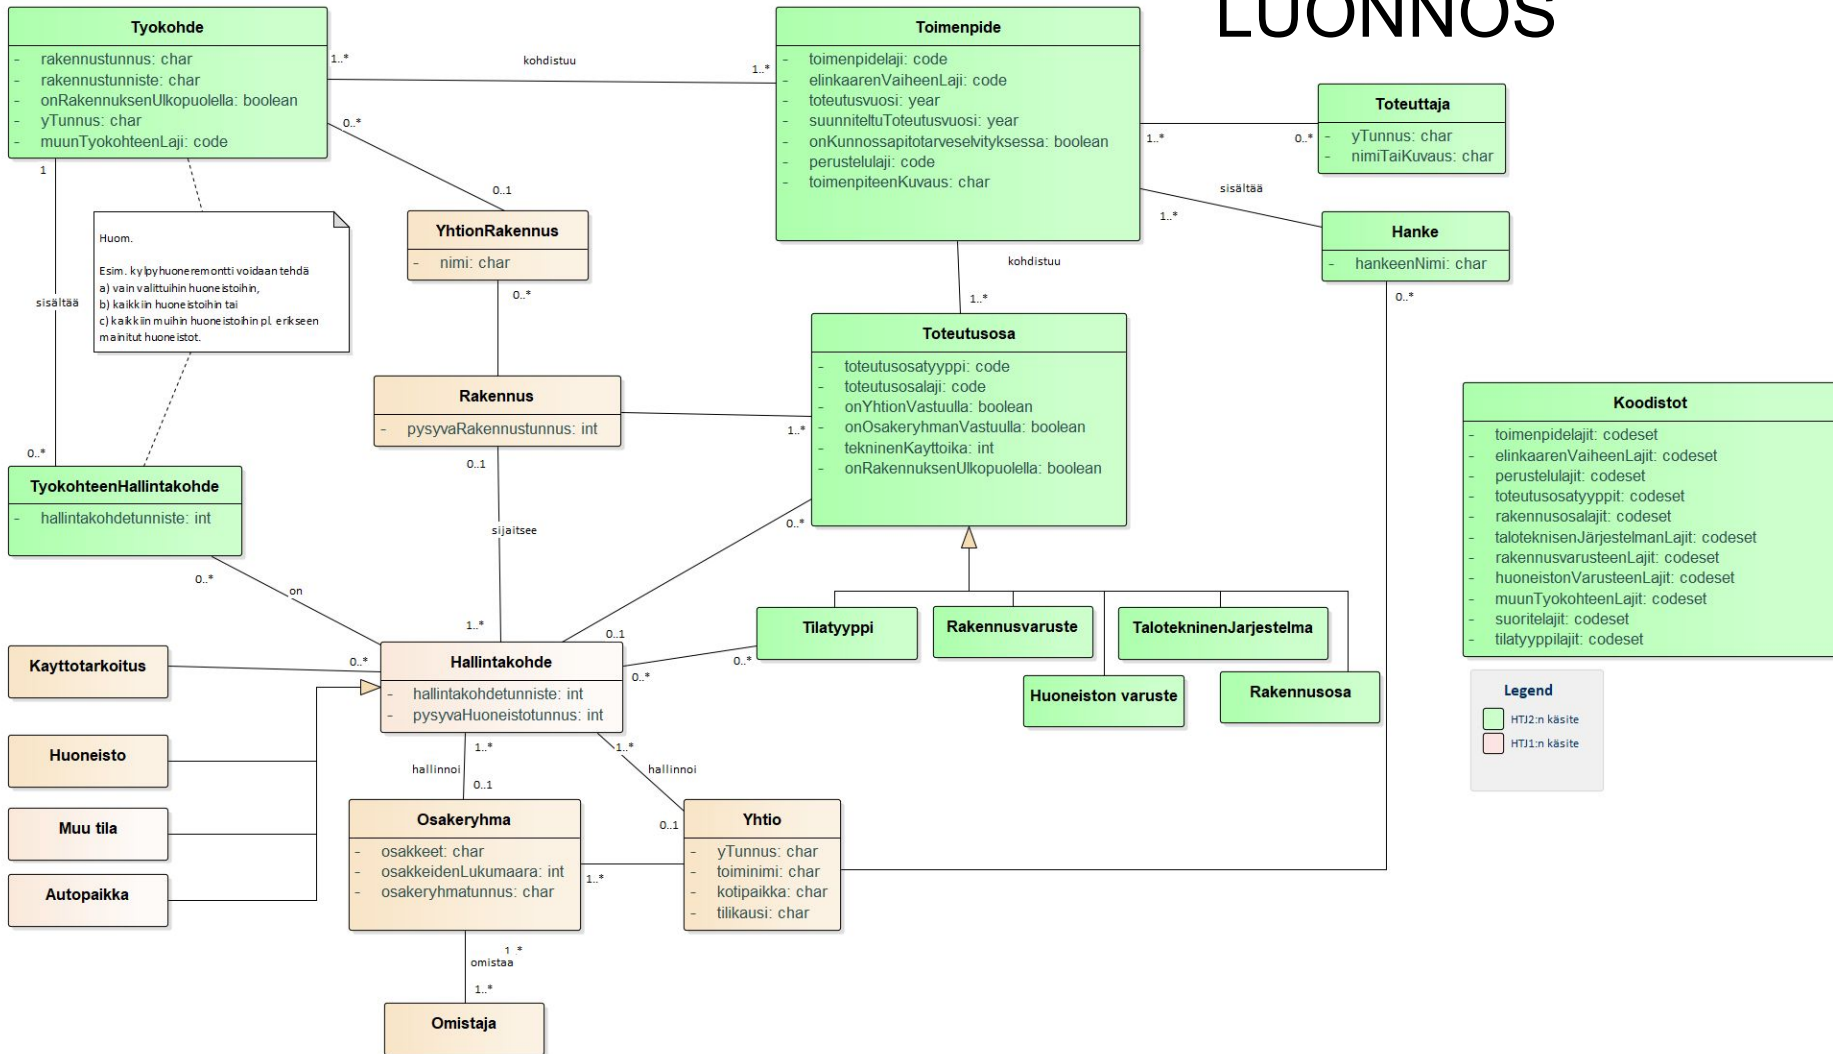 LUONNOS
Tyokohde
- rakennustunnus: char
- rakennustunniste: char
- onRakennuksenUlkopuolella: boolean
- yTunnus: char
- muunTyokohteenLaji: code
1..*
kohdistuu
1..*
Toimenpide
- toimenpidelaji: code
- elinkaarenVaiheenLaji: code
- toteutusvuosi: year
- suunniteltuToteutusvuosi: year
- onKunnossapitotarveselvityksessa: boolean
- perustelulaji: code
- toimenpiteenKuvaus: char
1..*
0..*
Toteuttaja
- yTunnus: char
- nimiTaiKuvaus: char
sisältää
1..*
Hanke
- hankeenNimi: char
0..*
0..*
0..1
1
sisältää
0..*
Huom.
Esim. kylpyhuoneremontti voidaan tehdä
a) vain valittuihin huoneistoihin,
b) kaikkiin huoneistoihin tai
c) kaikkiin muihin huoneistoihin pl. erikseen
mainitut huoneistot.
YhtionRakennus
- nimi: char
0..*
kohdistuu
1..*
Toteutusosa
- toteutusosatyyppi: code
- toteutusosalaji: code
- onYhtionVastuulla: boolean
- onOsakeryhmanVastuulla: boolean
- tekninenKayttoika: int
- onRakennuksenUlkopuolella: boolean
Rakennus
- pysyvaRakennustunnus: int
1..*
0..1
sijaitsee
1..*
0..*
0..1
Koodistot
- toimenpidelajit: codeset
- elinkaarenVaiheenLajit: codeset
- perustelulajit: codeset
- toteutusosatyyppit: codeset
- rakennusosalajit: codeset
- taloteknisenJärjestelmanLajit: codeset
- rakennusvarusteenLajit: codeset
- huoneistonVarusteenLajit: codeset
- muunTyokohteenLajit: codeset
- suoritelajit: codeset
- tilatyyppilajit: codeset
TyokohteenHallintakohde
- hallintakohdetunniste: int
0..*
on
Tilatyyppi
Rakennusvaruste
TalotekninenJarjestelma
Huoneiston varuste
Rakennusosa
0..*
0..*
Legend
HTJ2:n käsite
HTJ1:n käsite
Kayttotarkoitus
0..*
Hallintakohde
- hallintakohdetunniste: int
- pysyvaHuoneistotunnus: int
Huoneisto
Muu tila
Autopaikka
1..*
hallinnoi
0..1
1..*
hallinnoi
0..1
Osakeryhma
- osakkeet: char
- osakkeidenLukumaara: int
- osakeryhmatunnus: char
1..*
Yhtio
- yTunnus: char
- toiminimi: char
- kotipaikka: char
- tilikausi: char
1..*
omistaa
1..*
Omistaja